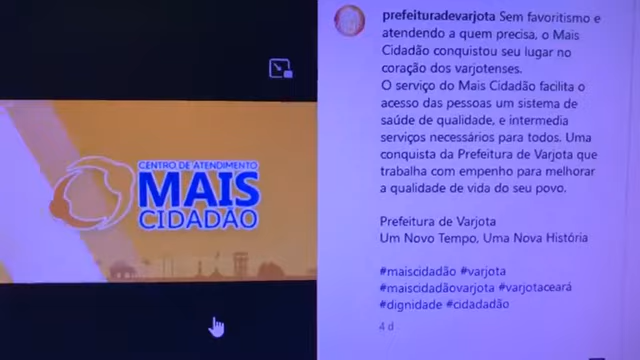 CENTRO DE ATENDIMENTO
MAIS
CIDADÃO
prefeituradevarjota Sem favoritismo e
atendendo a quem precisa, o Mais
Cidadão conquistou seu lugar no
coração dos varjotenses.
O serviço do Mais Cidadão facilita o
acesso das pessoas um sistema de
saúde de qualidade, e intermedia
serviços necessários para todos. Uma
conquista da Prefeitura de Varjota que
trabalha com empenho para melhorar
a qualidade de vida do seu povo.
Prefeitura de Varjota
Um Novo Tempo, Uma Nova História
#maiscidadão #varjota
#maiscidadãovarjota #varjotaceará
#dignidade #cidadadão
4 d